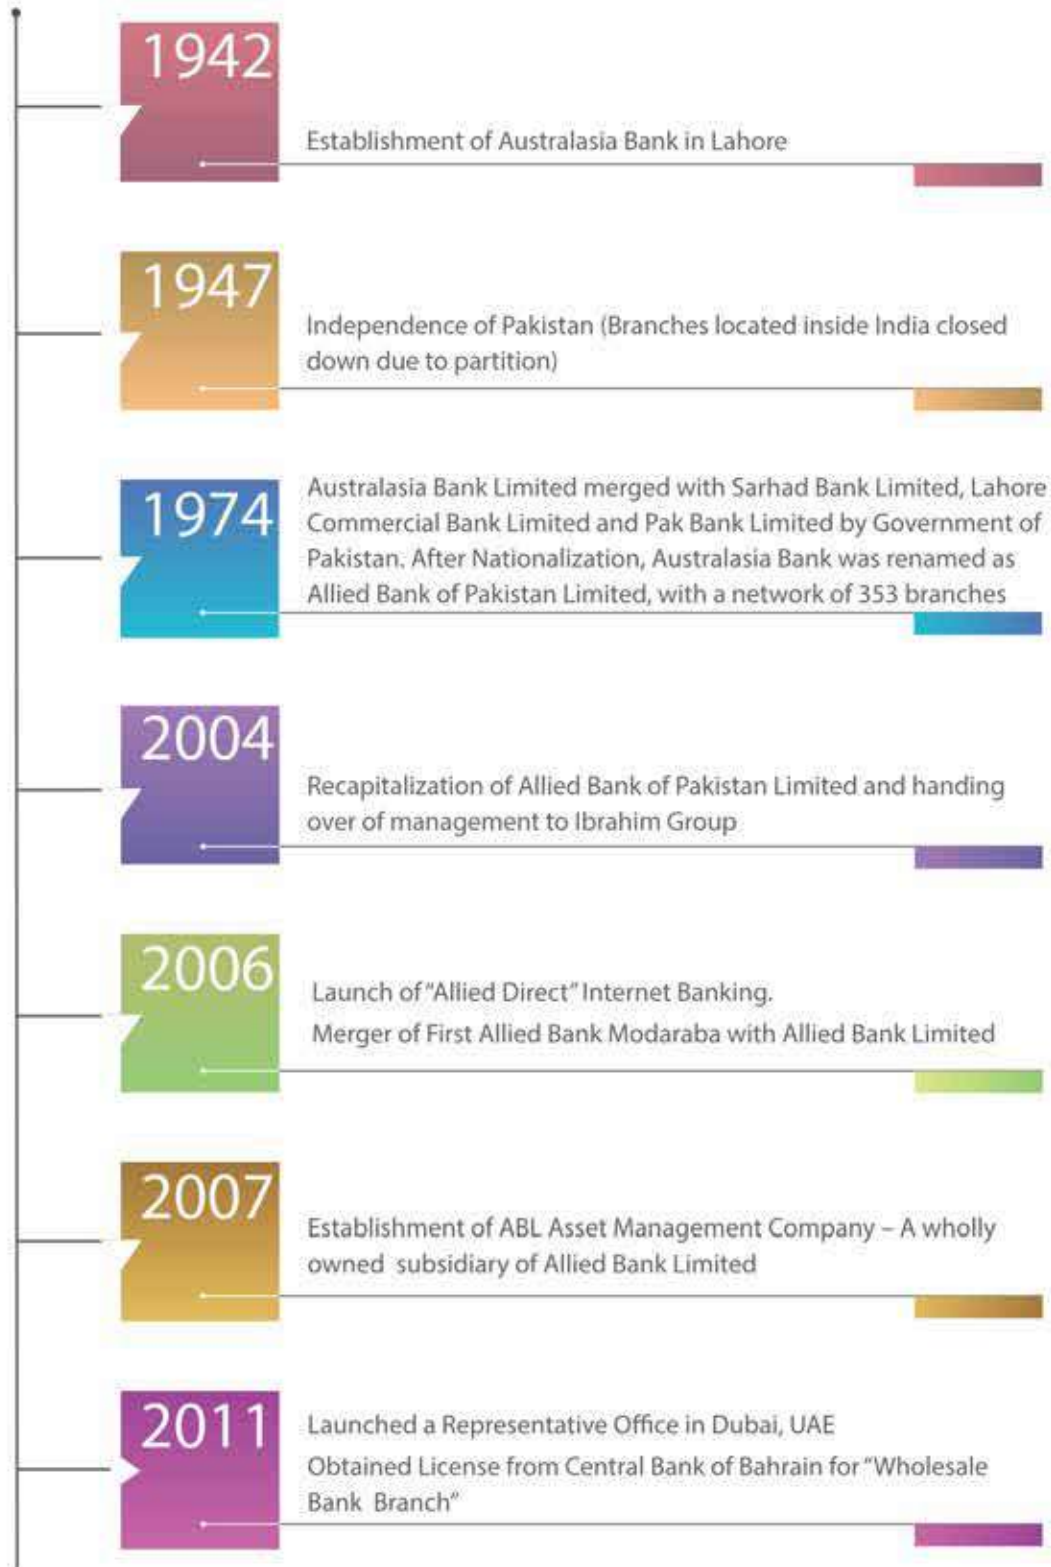 1942
Establishment of Australasia Bank in Lahore
1947
Independence of Pakistan (Branches located inside India closed
down due to partition)
1974
Australasia Bank Limited merged with Sarhad Bank Limited, Lahore
Commercial Bank Limited and Pak Bank Limited by Government of
Pakistan. After Nationalization, Australasia Bank was renamed as
Allied Bank of Pakistan Limited, with a network of 353 branches
2004
Recapitalization of Allied Bank of Pakistan Limited and handing
over of management to Ibrahim Group
2006
Launch of “Allied Direct” Internet Banking.
Merger of First Allied Bank Modaraba with Allied Bank Limited
2007
Establishment of ABL Asset Management Company – A wholly
owned subsidiary of Allied Bank Limited
2011
Launched a Representative Office in Dubai, UAE
Obtained License from Central Bank of Bahrain for “Wholesale
Bank Branch”